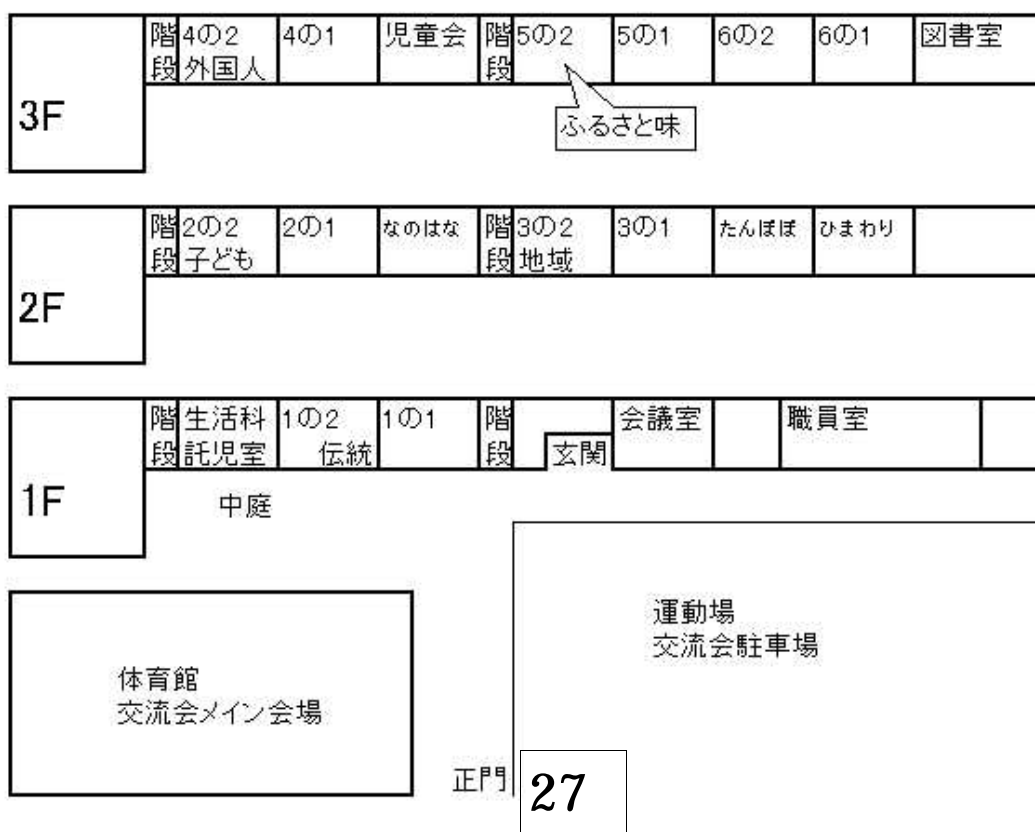 3F
階段
4の2
外国人
4の1
児童会
階段
5の2
5の1
6の2
6の1
図書室
ふるさと味
2F
階段
2の2
子ども
2の1
なのはな
階段
3の2
地域
3の1
たんぽぽ
ひまわり
1F
階段
生活科
託児室
1の2
伝統
1の1
階段
玄関
会議室
職員室
中庭
運動場
交流会駐車場
体育館
交流会メイン会場
正門
27